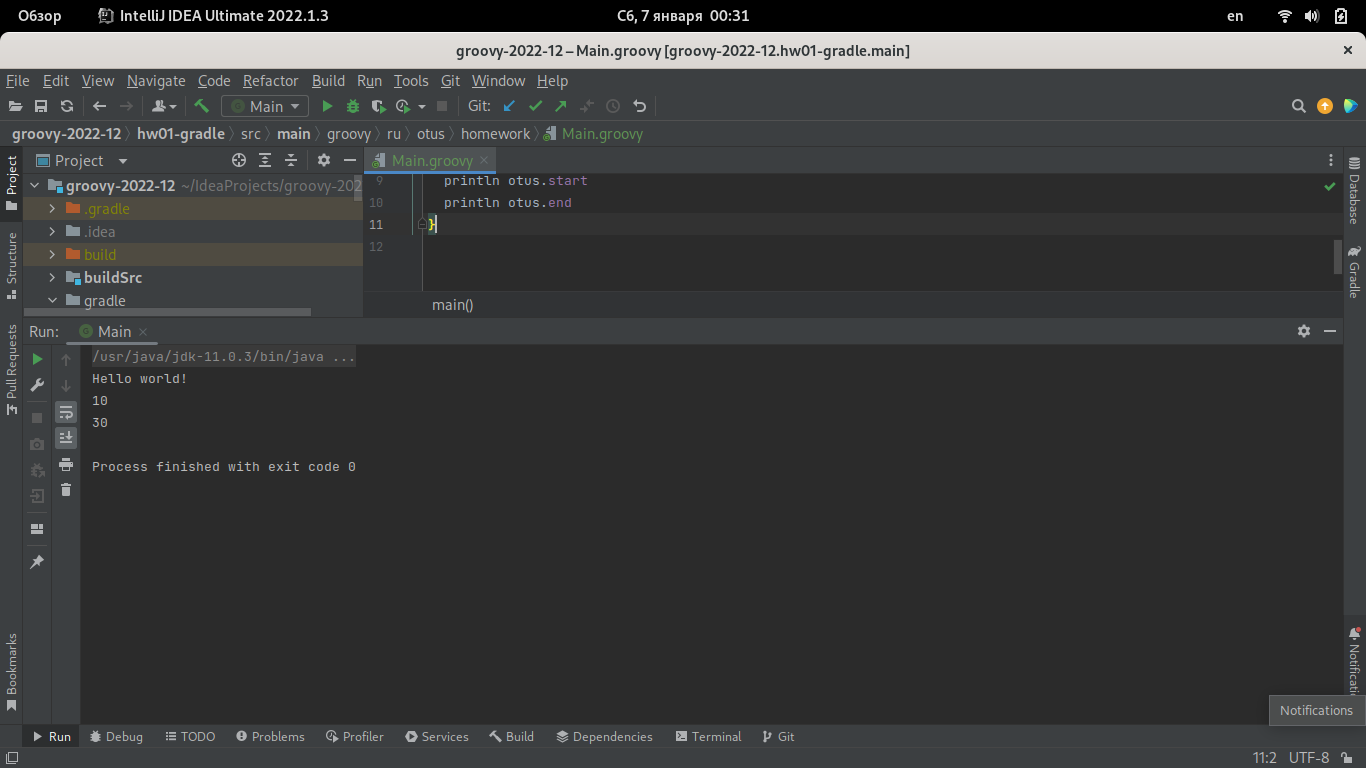 Обзор IntelliJ IDEA Ultimate 2022.1.3 Сб, 7 января 00:31 en
groovy-2022-12 – Main.groovy [groovy-2022-12.hw01-gradle.main]
File Edit View Navigate Code Refactor Build Run Tools Git Window Help
Main Git:
groovy-2022-12 hw01-gradle src main groovy ru otus homework Main.groovy
Project
Main.groovy
groovy-2022-12 ~/IdeaProjects/groovy-202
.gradle
.idea
build
buildSrc
gradle
9 println otus.start
10 println otus.end
11 }
12
main()
Run: Main
/usr/java/jdk-11.0.3/bin/java ...
Hello world!
10
30
Process finished with exit code 0
Project
Structure
Pull Requests
Bookmarks
Database
Gradle
Notificati
Notifications
Run Debug TODO Problems Profiler Services Build Dependencies Terminal Git
11:2 UTF-8